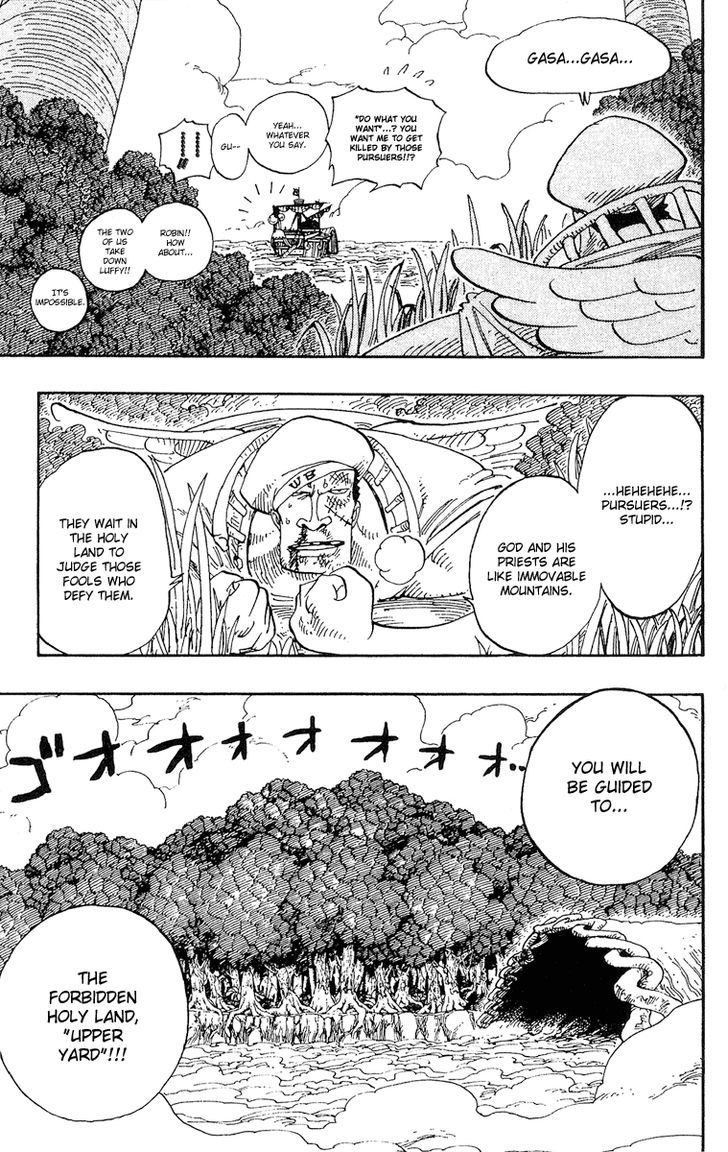 GASA...GASA...
"DO WHAT YOU
WANT"...? YOU
WANT ME TO GET
KILLED BY THOSE
PURSUERS!!?
YEAH...
WHATEVER
YOU SAY.
GU--
ROBIN!!
HOW
ABOUT...
THE TWO
OF US
TAKE
DOWN
LUFFY!!
IT'S
IMPOSSIBLE.
...HEHEHEHE...
PURSUERS...!?
STUPID...
GOD AND HIS
PRIESTS ARE
LIKE IMMOVABLE
MOUNTAINS.
WB
THEY WAIT IN
THE HOLY
LAND TO
JUDGE THOSE
FOOLS WHO
DEFY THEM.
YOU WILL
BE GUIDED
TO...
ゴオオオオオオ...
THE
FORBIDDEN
HOLY LAND,
"UPPER
YARD"!!!